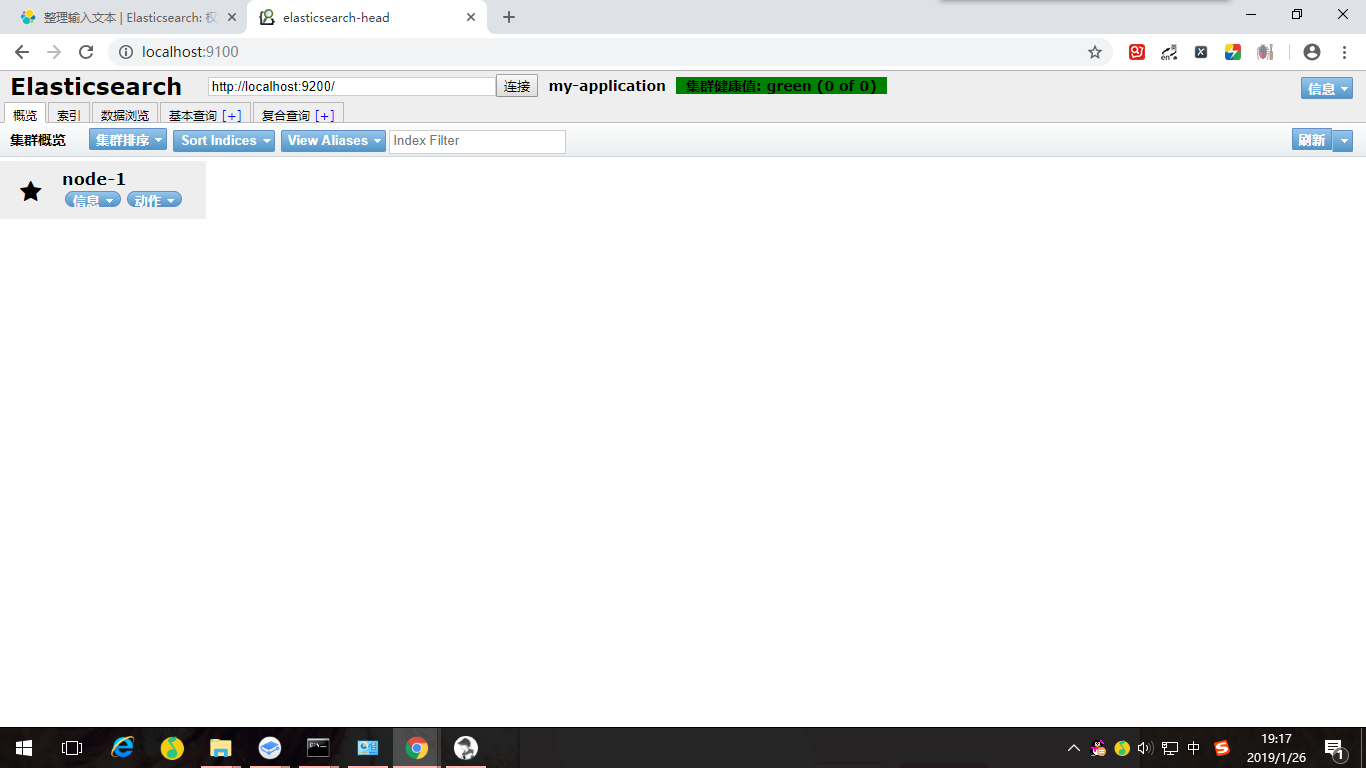 整理输入文本 | Elasticsearch: 权
elasticsearch-head
localhost:9100
Elasticsearch
http://localhost:9200/
连接
my-application
集群健康值: green (0 of 0)
信息
概览
索引
数据浏览
基本查询 [+]
复合查询 [+]
集群概览
集群排序
Sort Indices
View Aliases
Index Filter
刷新
node-1
信息
动作
中
19:17
2019/1/26
1